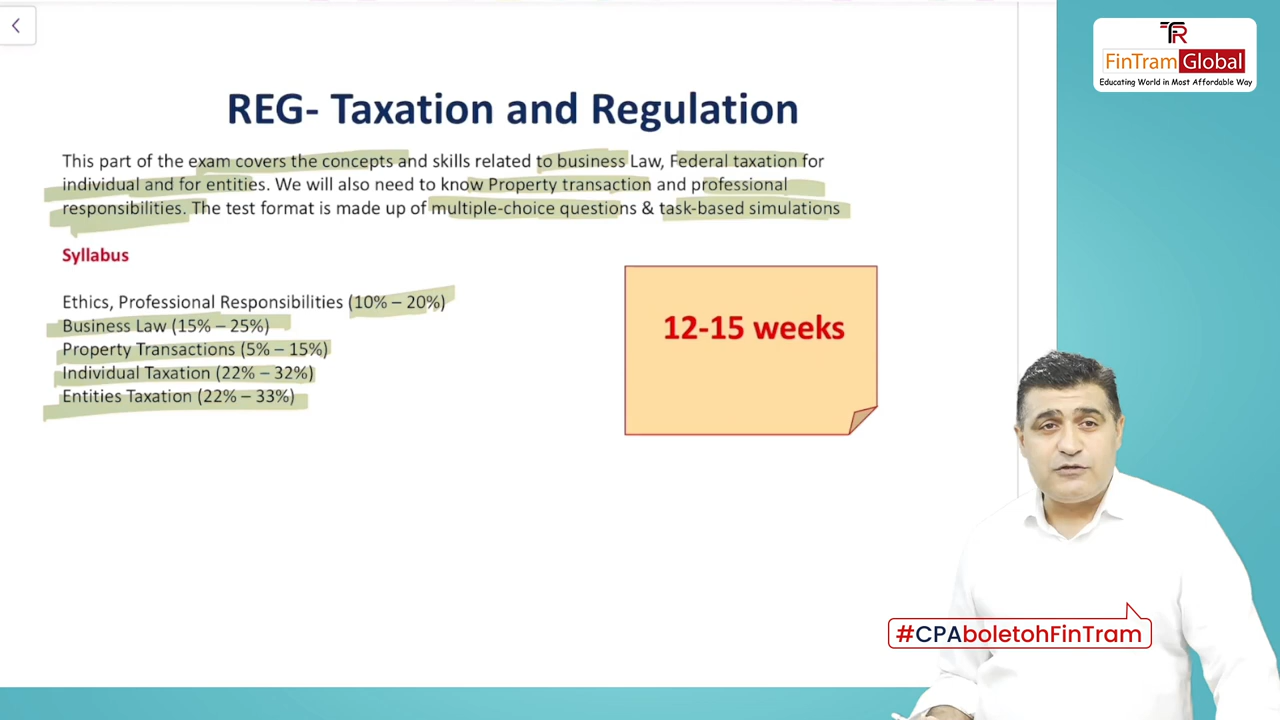 FinTram Global
Educating World in Most Affordable Way
REG- Taxation and Regulation
This part of the exam covers the concepts and skills related to business Law, Federal taxation for
individual and for entities. We will also need to know Property transaction and professional
responsibilities. The test format is made up of multiple-choice questions & task-based simulations
Syllabus
Ethics, Professional Responsibilities (10% – 20%)
Business Law (15% – 25%)
Property Transactions (5% – 15%)
Individual Taxation (22% – 32%)
Entities Taxation (22% – 33%)
12-15 weeks
#CPAboletohFinTram